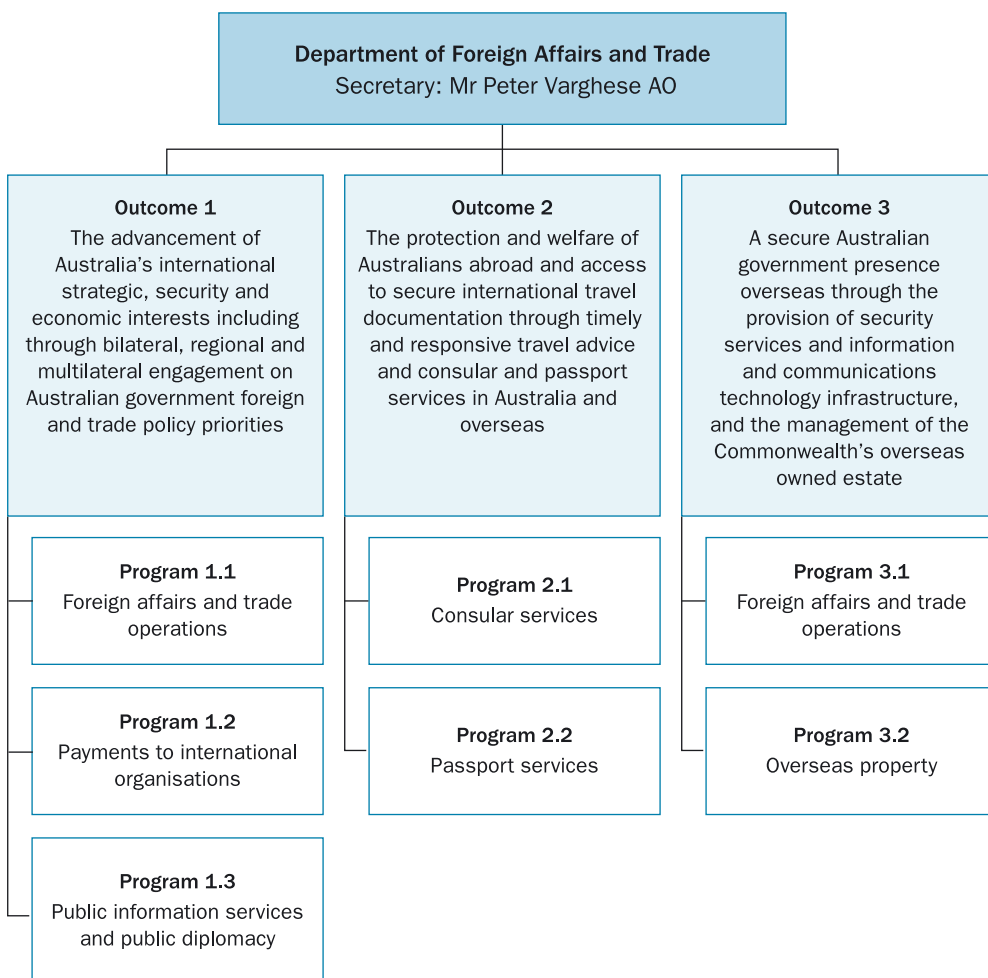 Department of Foreign Affairs and Trade
Secretary: Mr Peter Varghese AO
Outcome 1
The advancement of
Australia's international
strategic, security and
economic interests including
through bilateral, regional and
multilateral engagement on
Australian government foreign
and trade policy priorities
Outcome 2
The protection and welfare of
Australians abroad and access
to secure international travel
documentation through timely
and responsive travel advice
and consular and passport
services in Australia and
overseas
Outcome 3
A secure Australian
government presence
overseas through the
provision of security
services and information
and communications
technology infrastructure,
and the management of the
Commonwealth's overseas
owned estate
Program 1.1
Foreign affairs and trade
operations
Program 1.2
Payments to international
organisations
Program 1.3
Public information services
and public diplomacy
Program 2.1
Consular services
Program 2.2
Passport services
Program 3.1
Foreign affairs and trade
operations
Program 3.2
Overseas property